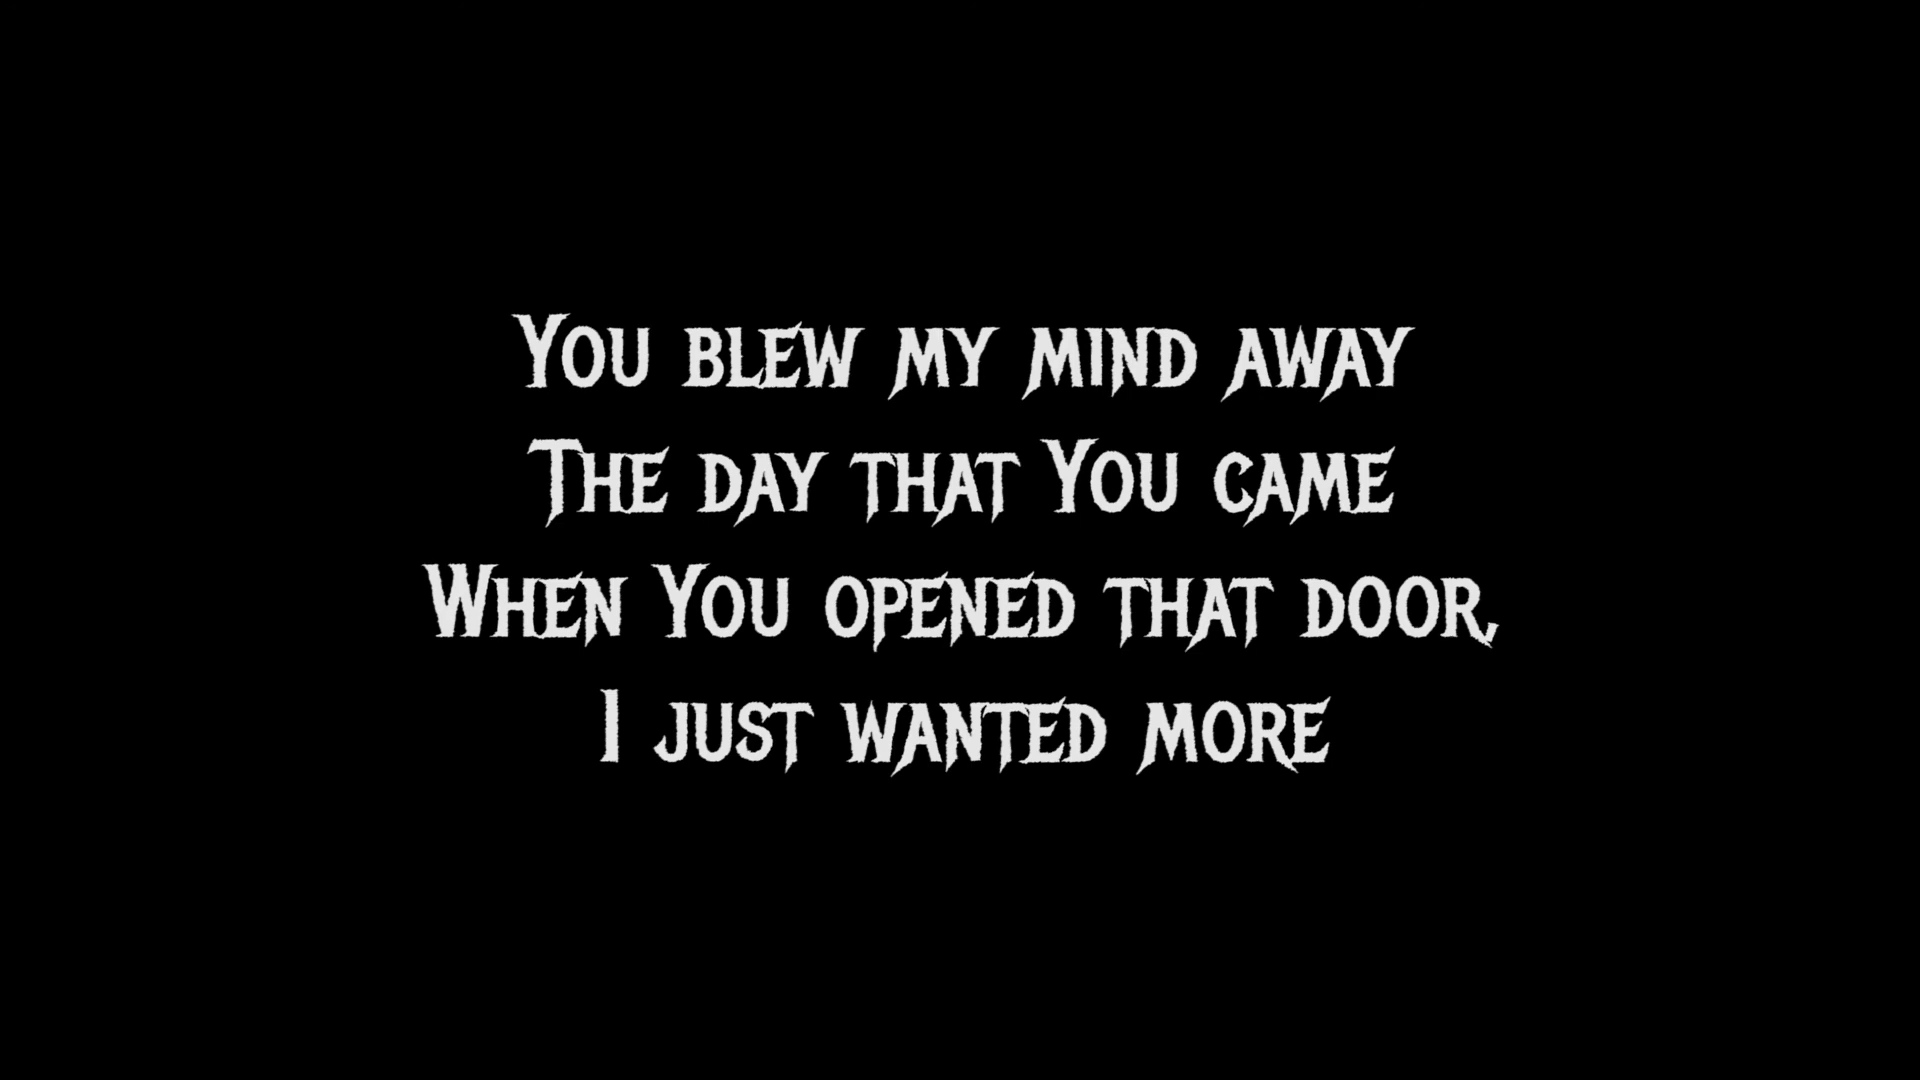 You blew my mind away
The day that You came
When You opened that door,
I just wanted more